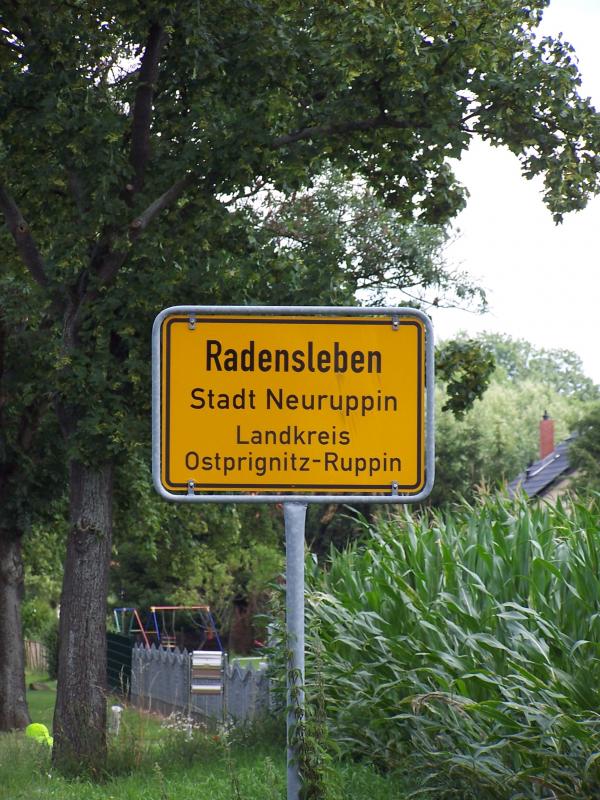 Radensleben
Stadt Neuruppin
Landkreis
Ostprignitz-Ruppin